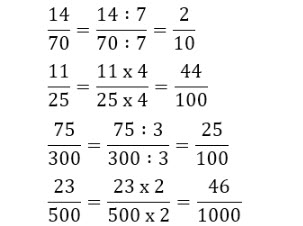 14/70 = 14 : 7/70 : 7 = 2/10
11/25 = 11 x 4/25 x 4 = 44/100
75/300 = 75 : 3/300 : 3 = 25/100
23/500 = 23 x 2/500 x 2 = 46/1000